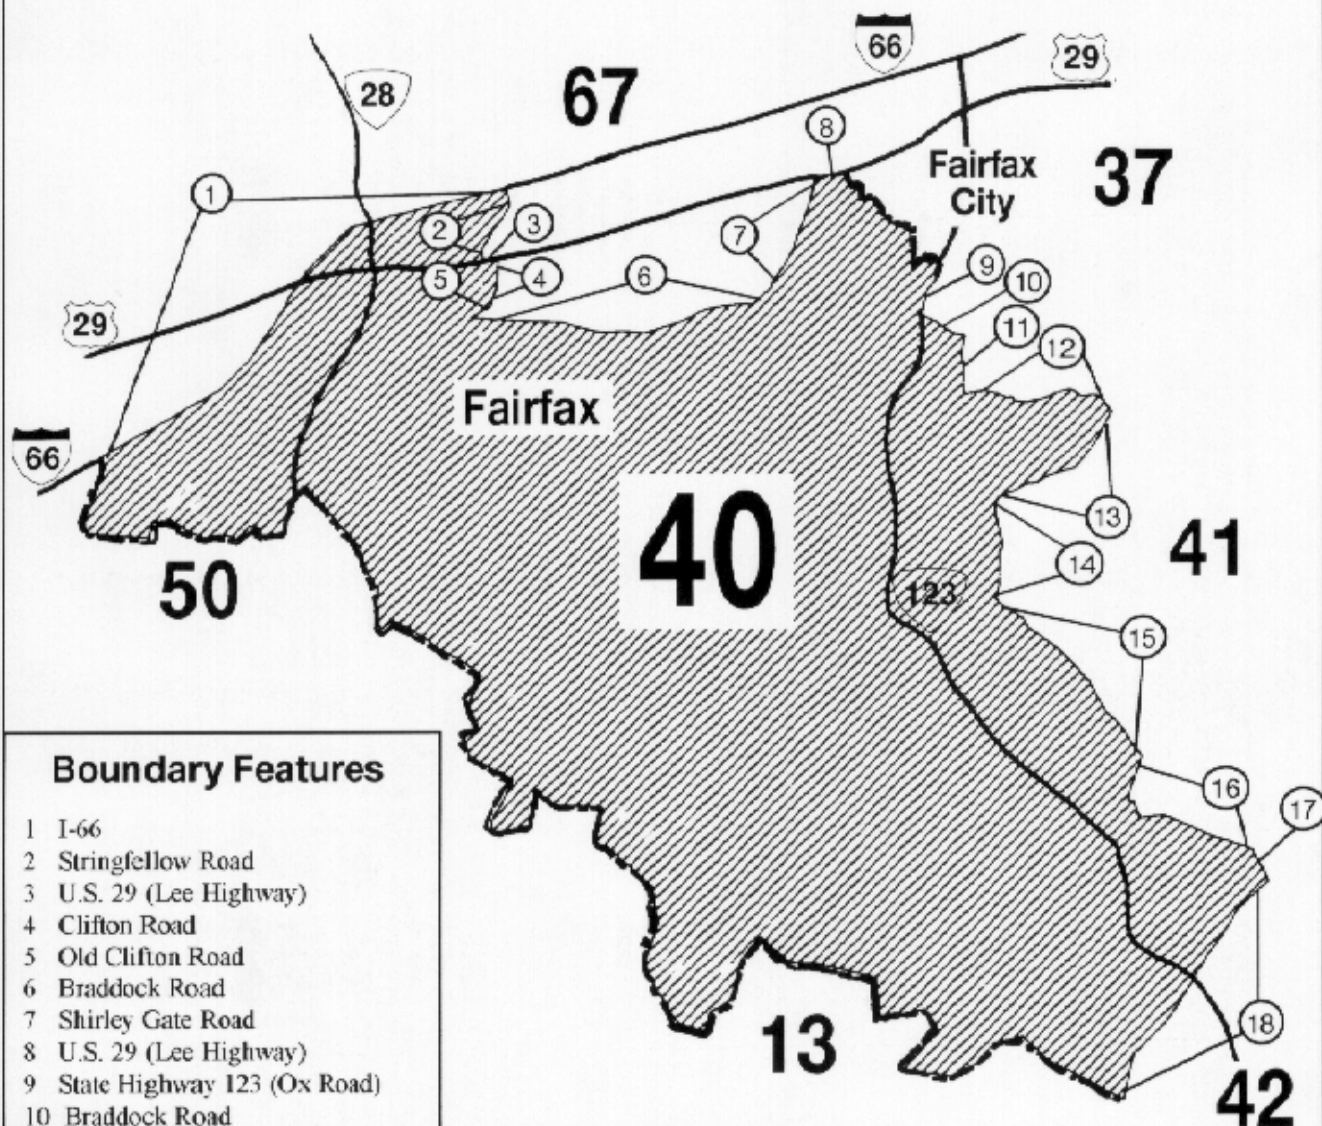 66
29
28
67
8
Fairfax
City
37
1
2
3
7
9
5
4
6
10
11
29
12
Fairfax
66
40
13
41
50
14
123
15
Boundary Features
16
17
1 I-66
2 Stringfellow Road
3 U.S. 29 (Lee Highway)
4 Clifton Road
5 Old Clifton Road
6 Braddock Road
7 Shirley Gate Road
8 U.S. 29 (Lee Highway)
9 State Highway 123 (Ox Road)
10 Braddock Road
18
13
42